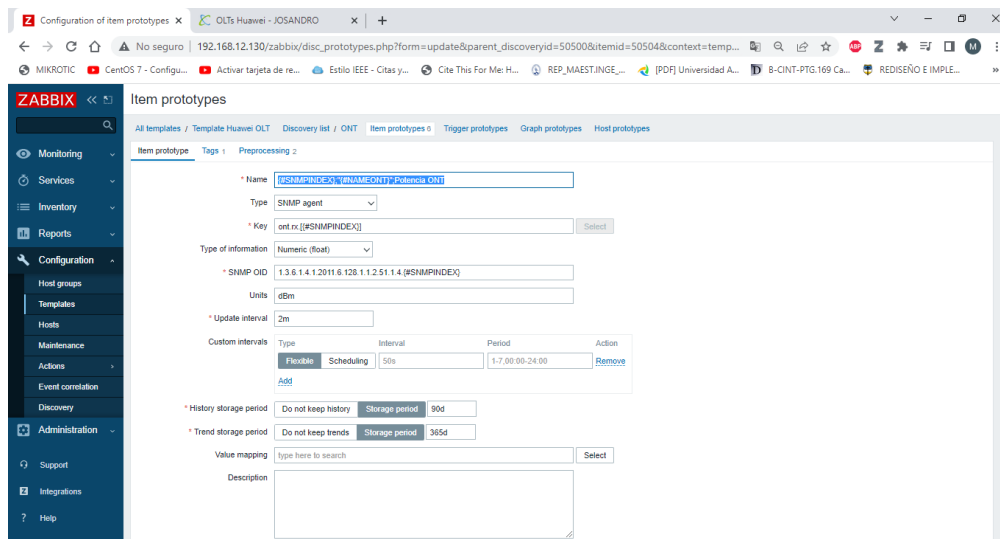 Configuration of item prototypes
OLTs Huawei - JOSANDRO
No seguro
192.168.12.130/zabbix/disc_prototypes.php?form=update&parent_discoveryid=50500&itemid=50504&context=temp...
ABP
Z
M
MIKROTIC
CentOS 7 - Configu...
Activar tarjeta de re...
Estilo IEEE - Citas y...
Cite This For Me: H...
REP_MAEST.INGE_...
[PDF] Universidad A...
8-CINT-PTG.169 Ca...
REDISEÑO E IMPLE...
»
ZABBIX
Item prototypes
All templates / Template Huawei OLT Discovery list / ONT Item prototypes 6 Trigger prototypes Graph prototypes Host prototypes
Item prototype Tags 1 Preprocessing 2
Monitoring
Services
Inventory
Reports
Configuration
Host groups
Templates
Hosts
Maintenance
Actions
Event correlation
Discovery
Administration
Support
Integrations
Help
* Name {#SNMPINDEX};"{#NAMEONT}";Potencia ONT
Type SNMP agent
* Key ont.rx.[{#SNMPINDEX}] Select
Type of information Numeric (float)
* SNMP OID 1.3.6.1.4.1.2011.6.128.1.1.2.51.1.4.{#SNMPINDEX}
Units dBm
* Update interval 2m
Custom intervals Type Interval Period Action
Flexible Scheduling 50s 1-7,00:00-24:00 Remove
Add
* History storage period Do not keep history Storage period 90d
* Trend storage period Do not keep trends Storage period 365d
Value mapping type here to search Select
Description